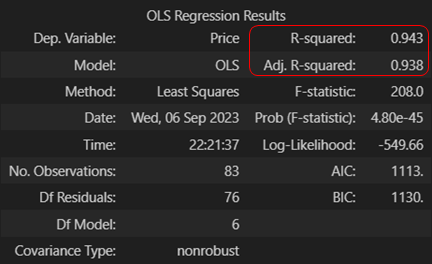 OLS Regression Results
Dep. Variable: Price R-squared: 0.943
Model: OLS Adj. R-squared: 0.938
Method: Least Squares F-statistic: 208.0
Date: Wed, 06 Sep 2023 Prob (F-statistic): 4.80e-45
Time: 22:21:37 Log-Likelihood: -549.66
No. Observations: 83 AIC: 1113.
Df Residuals: 76 BIC: 1130.
Df Model: 6
Covariance Type: nonrobust